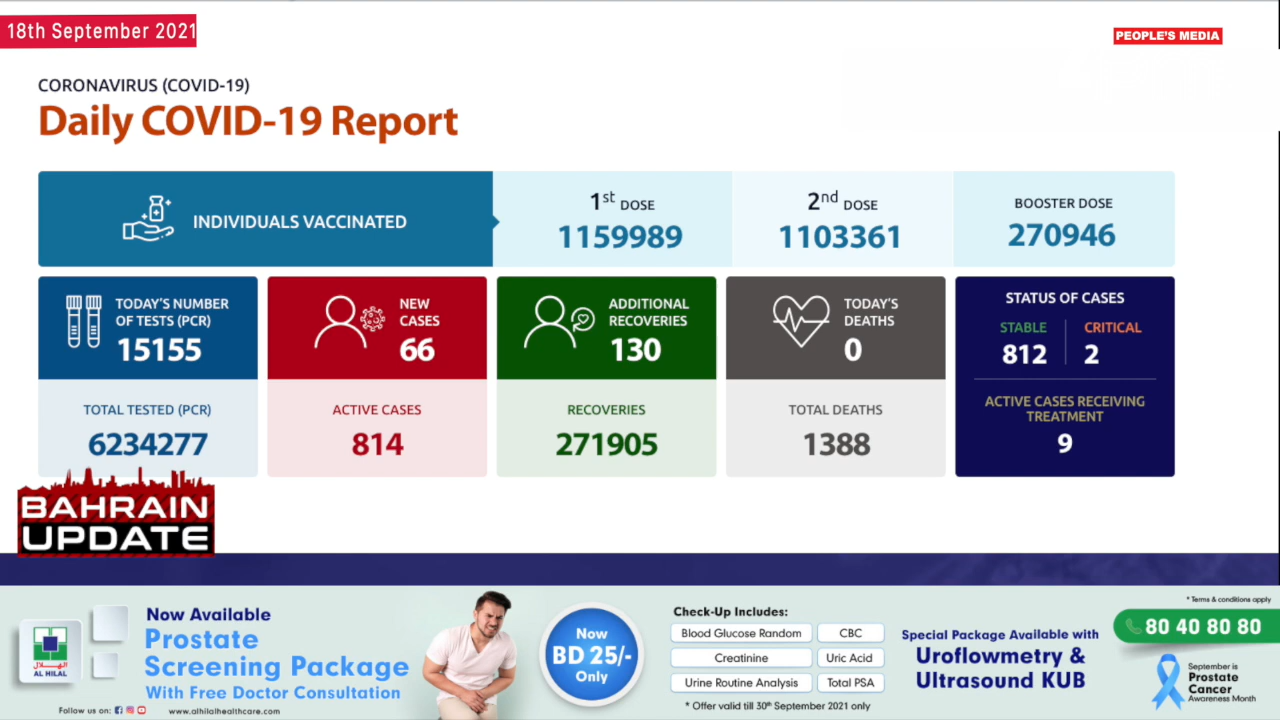 18th September 2021
PEOPLE'S MEDIA
CORONAVIRUS (COVID-19)
Daily COVID-19 Report
INDIVIDUALS VACCINATED
1st DOSE
1159989
2nd DOSE
1103361
BOOSTER DOSE
270946
TODAY'S NUMBER
OF TESTS (PCR)
15155
TOTAL TESTED (PCR)
6234277
NEW
CASES
66
ACTIVE CASES
814
ADDITIONAL
RECOVERIES
130
RECOVERIES
271905
TODAY'S
DEATHS
0
TOTAL DEATHS
1388
STATUS OF CASES
STABLE
812
CRITICAL
2
ACTIVE CASES RECEIVING
TREATMENT
9
BAHRAIN
UPDATE
الهلال
AL HILAL
Now Available
Prostate
Screening Package
With Free Doctor Consultation
Follow us on:
www.alhilalhealthcare.com
Now
BD 25/-
Only
Check-Up Includes:
Blood Glucose Random
CBC
Creatinine
Uric Acid
Urine Routine Analysis
Total PSA
* Offer valid till 30th September 2021 only
Special Package Available with
Uroflowmetry &
Ultrasound KUB
* Terms & conditions apply
80 40 80 80
September is
Prostate
Cancer
Awareness Month